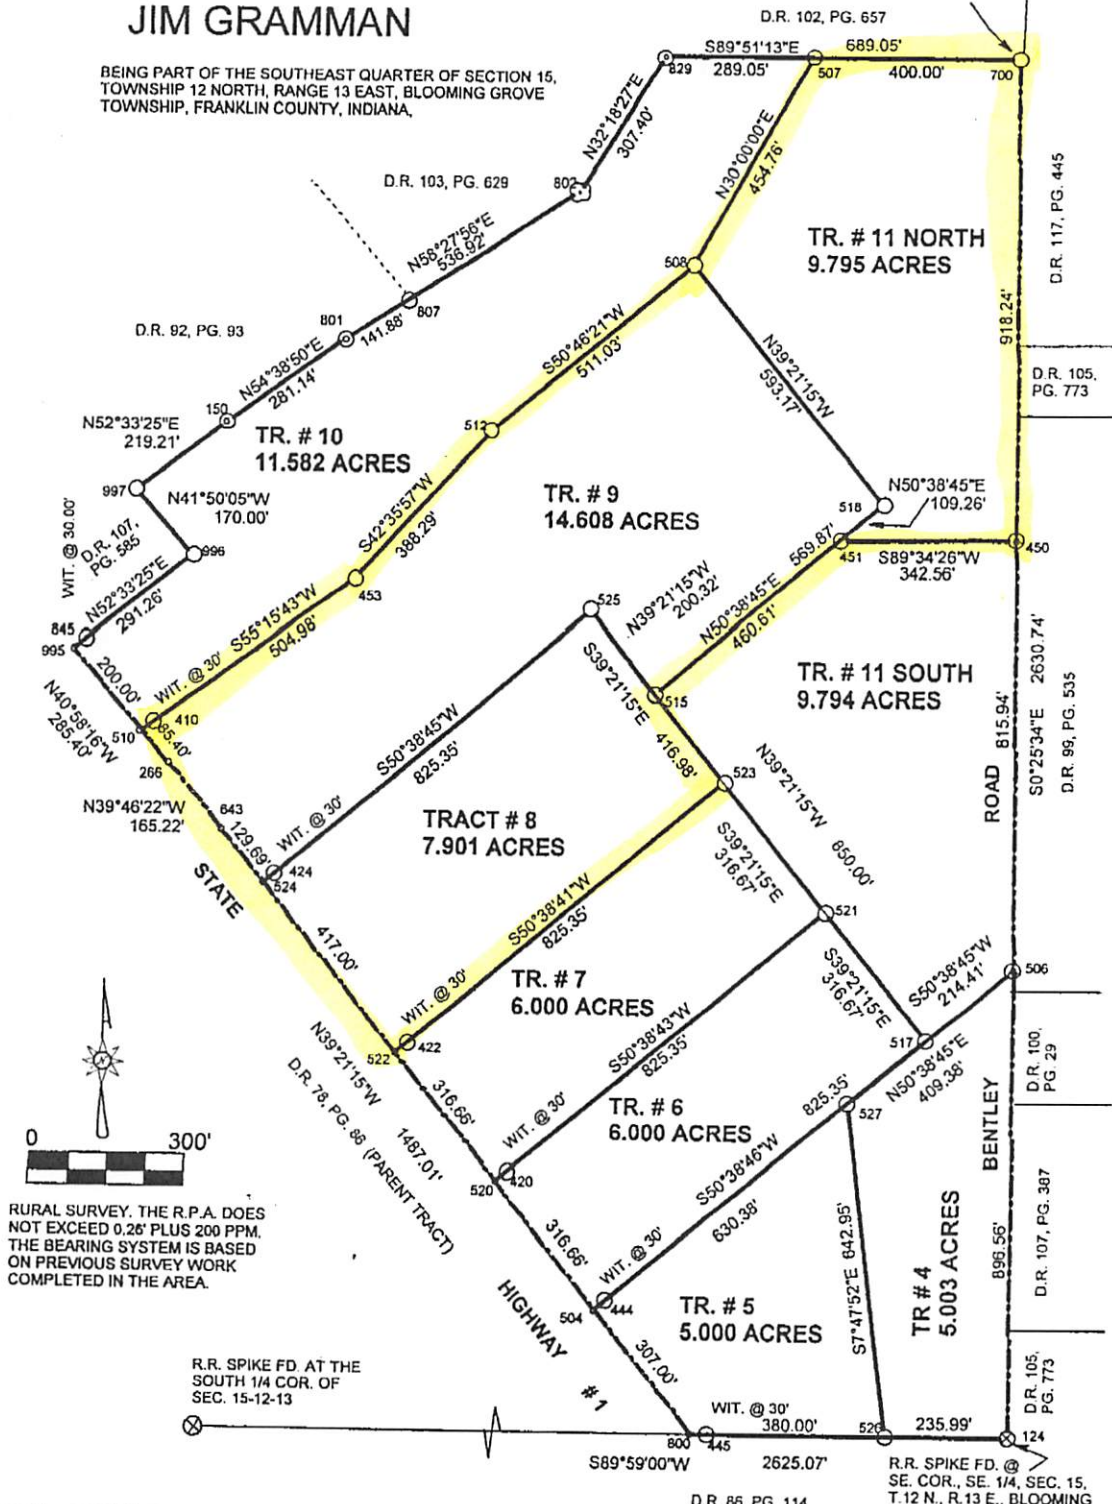 JIM GRAMMAN
BEING PART OF THE SOUTHEAST QUARTER OF SECTION 15,
TOWNSHIP 12 NORTH, RANGE 13 EAST, BLOOMING GROVE
TOWNSHIP, FRANKLIN COUNTY, INDIANA,
D.R. 102, PG. 657
S89°51'13"E
689.05'
829
289.05'
507
400.00'
700
N32°18'27"E
307.40'
N30°00'00"E
454.76'
D.R. 103, PG. 629
802
D.R. 117, PG. 445
N58°27'56"E
536.92'
TR. # 11 NORTH
9.795 ACRES
508
807
801
141.88'
D.R. 92, PG. 93
918.24'
N54°38'50"E
281.14'
S50°46'21"W
511.03'
N39°21'15"W
593.17'
D.R. 105,
PG. 773
150
N52°33'25"E
219.21'
512
TR. # 10
11.582 ACRES
997
N41°50'05"W
170.00'
TR. # 9
14.608 ACRES
N50°38'45"E
109.26'
518
WIT. @ 30.00'
D.R. 107,
PG. 585
996
S42°35'57"W
388.29'
569.87'
451
S89°34'26"W
342.56'
450
N52°33'25"E
291.26'
453
525
N39°21'15"W
200.32'
N50°38'45"E
460.61'
845
995
S55°15'43"W
504.98'
WIT. @ 30'
200.00'
N40°58'16"W
285.40'
S39°21'15"E
416.98'
515
TR. # 11 SOUTH
9.794 ACRES
S0°25'34"E 2630.74'
D.R. 99, PG. 535
815.94'
410
510
85.40'
266
S50°38'45"W
825.35'
523
N39°21'15"W 850.00'
N39°46'22"W
165.22'
643
129.69'
WIT. @ 30'
TRACT # 8
7.901 ACRES
ROAD
424
524
STATE
S39°21'15"E
316.67'
S50°38'41"W
825.35'
521
417.00'
S39°21'15"E
316.67'
S50°38'45"W
214.41'
506
TR. # 7
6.000 ACRES
WIT. @ 30'
422
522
517
N39°21'15"W 1487.01'
S50°38'43"W
825.35'
N50°38'45"E
409.38'
D.R. 100,
PG. 29
D.R. 78, PG. 86 (PARENT TRACT)
316.66'
825.35'
527
TR. # 6
6.000 ACRES
WIT. @ 30'
BENTLEY
0
300'
420
520
S50°38'46"W
630.38'
RURAL SURVEY. THE R.P.A. DOES
NOT EXCEED 0.26' PLUS 200 PPM.
THE BEARING SYSTEM IS BASED
ON PREVIOUS SURVEY WORK
COMPLETED IN THE AREA.
316.66'
WIT. @ 30'
S7°47'52"E 642.95'
TR # 4
5.003 ACRES
896.56'
D.R. 107, PG. 387
444
504
HIGHWAY # 1
TR. # 5
5.000 ACRES
307.00'
R.R. SPIKE FD. AT THE
SOUTH 1/4 COR. OF
SEC. 15-12-13
D.R. 105,
PG. 773
WIT. @ 30'
380.00'
526
235.99'
124
800
445
S89°59'00"W
2625.07'
R.R. SPIKE FD. @
SE. COR., SE. 1/4, SEC. 15,
T.12 N., R.13 E., BLOOMING
D.R. 86, PG. 114